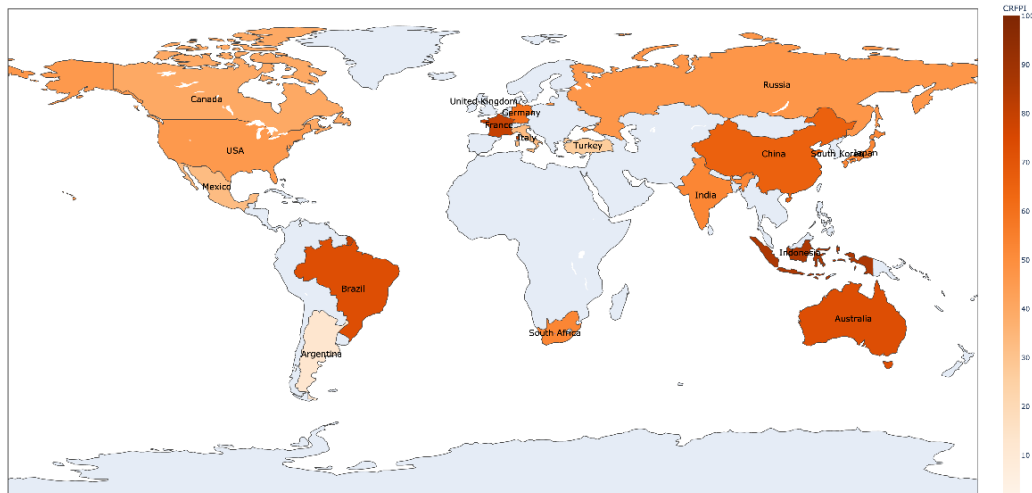 CRFPI
100
90
80
70
60
50
40
30
20
10
Canada
USA
Mexico
Brazil
Argentina
United Kingdom
Germany
France
Italy
Turkey
Russia
China
South Korea
Japan
India
Indonesia
Australia
South Africa